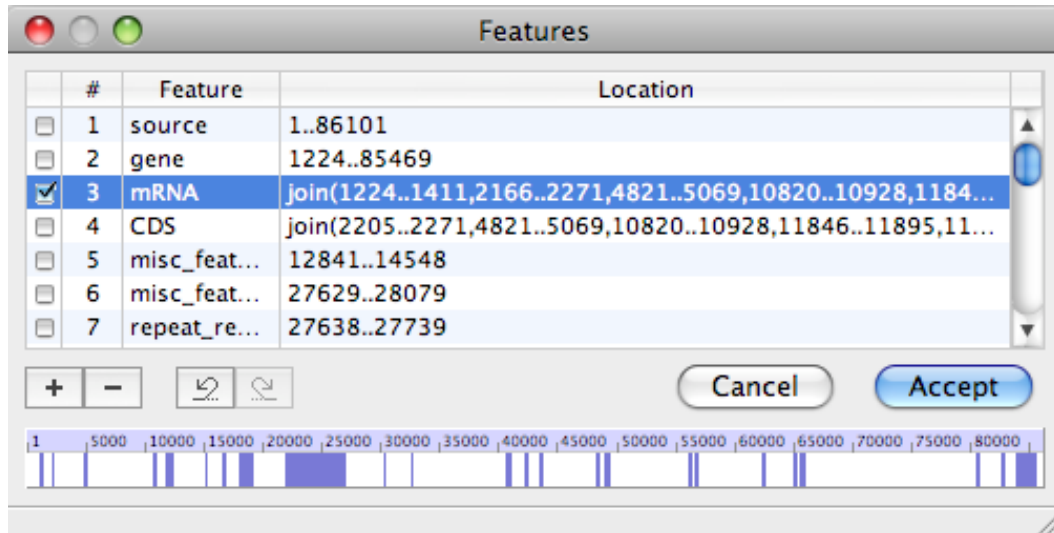 Features
# Feature Location
1 source 1..86101
2 gene 1224..85469
3 mRNA join(1224..1411,2166..2271,4821..5069,10820..10928,1184...
4 CDS join(2205..2271,4821..5069,10820..10928,11846..11895,11...
5 misc_feat... 12841..14548
6 misc_feat... 27629..28079
7 repeat_re... 27638..27739
+ − Cancel Accept
1 5000 10000 15000 20000 25000 30000 35000 40000 45000 50000 55000 60000 65000 70000 75000 80000